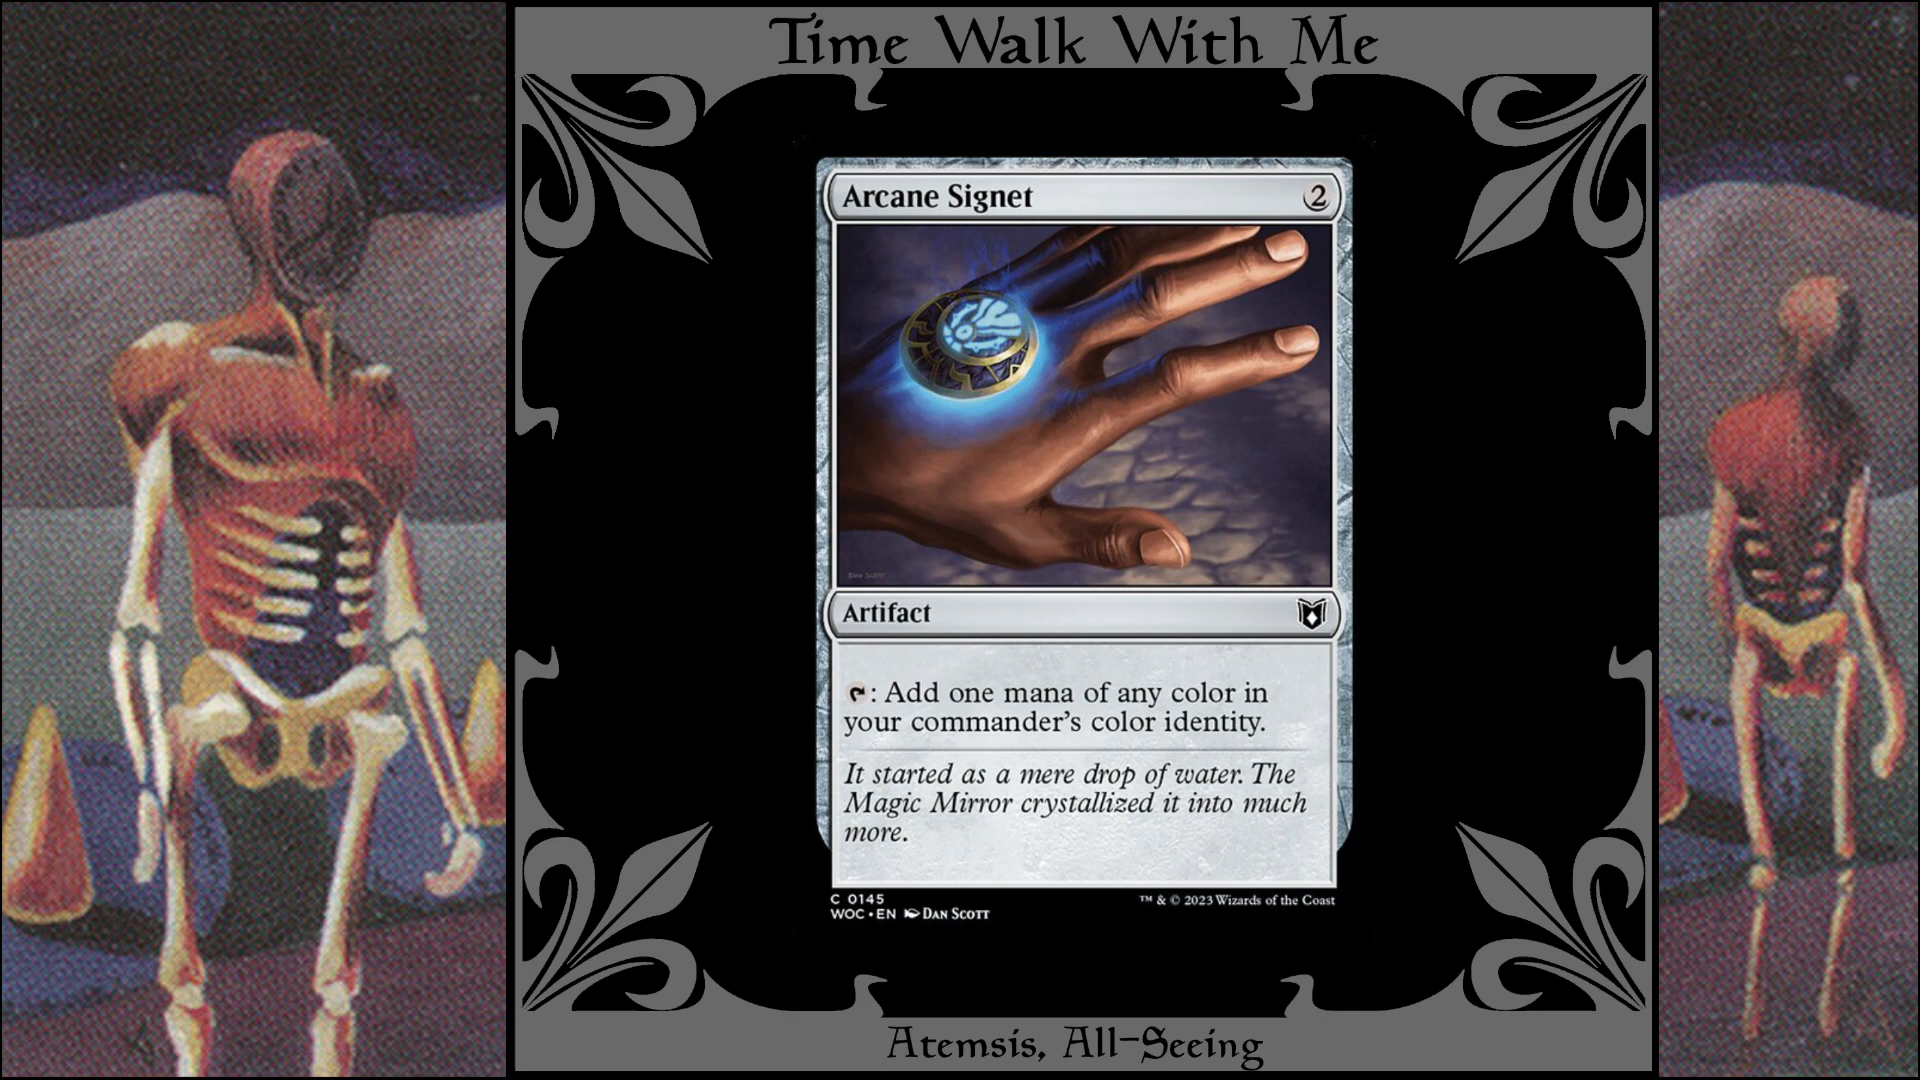 Time Walk With Me
Arcane Signet 2
DAN SCOTT
Artifact
: Add one mana of any color in
your commander's color identity.
It started as a mere drop of water. The
Magic Mirror crystallized it into much
more.
C 0145
WOC • EN DAN SCOTT
™ & © 2023 Wizards of the Coast
Atemsis, All-Seeing